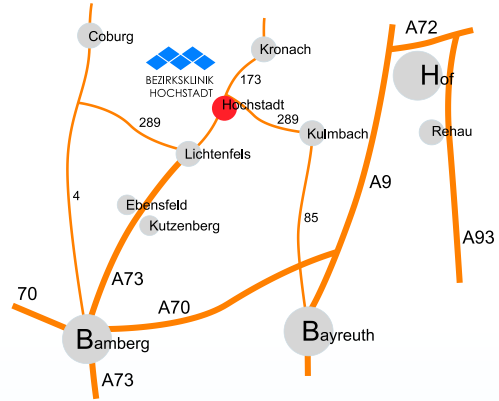 A72
Coburg
Kronach
BEZIRKSKLINIK
HOCHSTADT
173
Hof
Hochstadt
289
289
Kulmbach
Rehau
Lichtenfels
A9
4
Ebensfeld
85
Kutzenberg
A93
A73
70
A70
Bamberg
Bayreuth
A73